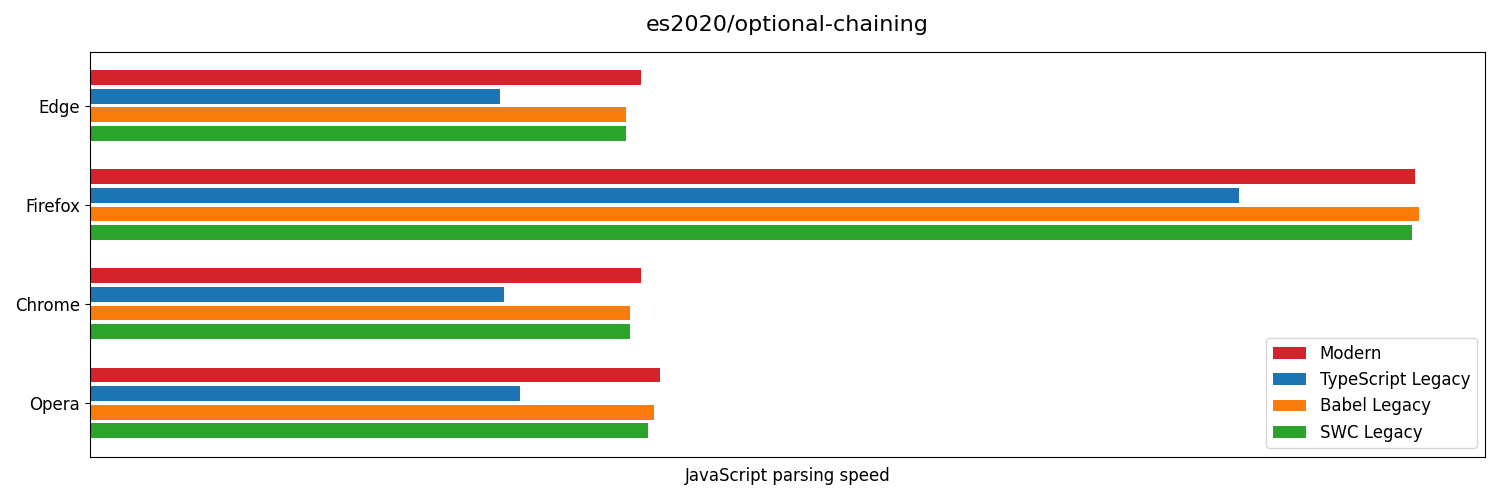 es2020/optional-chaining
Edge
Firefox
Chrome
Opera
Modern
TypeScript Legacy
Babel Legacy
SWC Legacy
JavaScript parsing speed